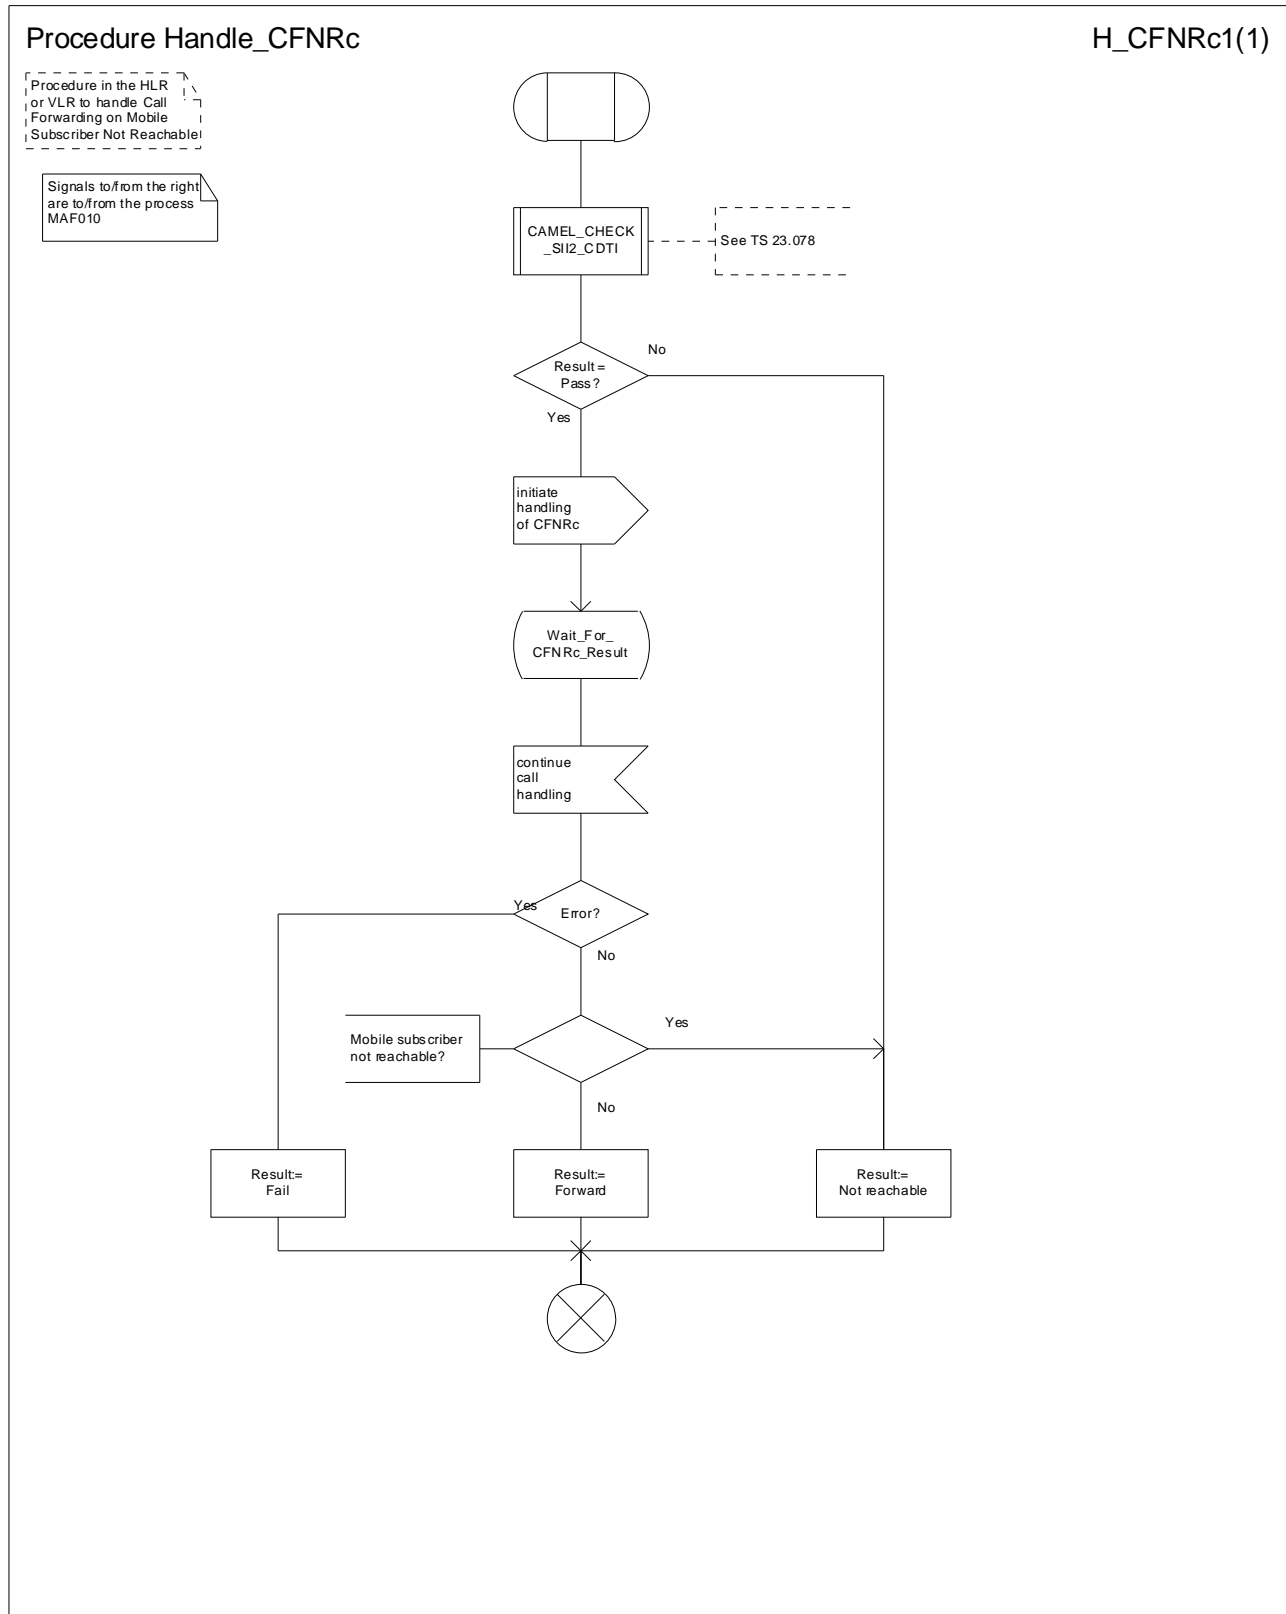 Procedure Handle_CFNRc
H_CFNRc1(1)
Procedure in the HLR
or VLR to handle Call
Forwarding on Mobile
Subscriber Not Reachable
Signals to/from the right
are to/from the process
MAF010
CAMEL_CHECK
_SII2_CDTI
See TS 23.078
No
Result=
Pass?
Yes
initiate
handling
of CFNRc
Wait_For_
CFNRc_Result
continue
call
handling
Yes
Error?
No
Mobile subscriber
not reachable?
Yes
No
Result:=
Fail
Result:=
Forward
Result:=
Not reachable